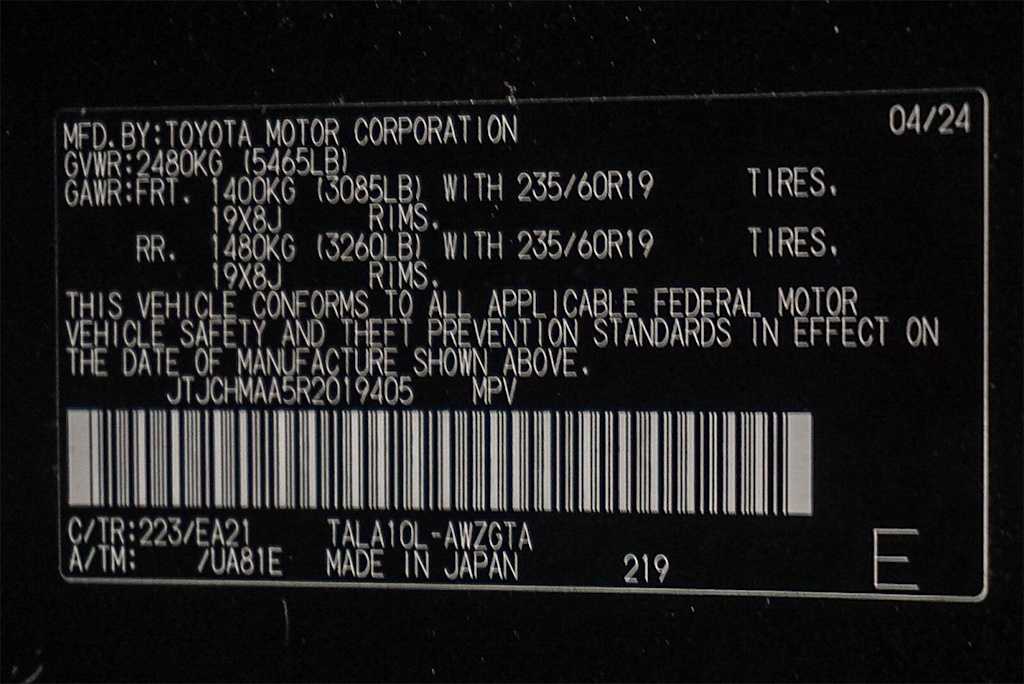 04/24
MFD. BY:TOYOTA MOTOR CORPORATION
GVWR:2480KG (5465LB)
GAWR:FRT. 1400KG (3085LB) WITH 235/60R19 TIRES.
19X8J RIMS.
RR. 1480KG (3260LB) WITH 235/60R19 TIRES.
19X8J RIMS.
THIS VEHICLE CONFORMS TO ALL APPLICABLE FEDERAL MOTOR
VEHICLE SAFETY AND THEFT PREVENTION STANDARDS IN EFFECT ON
THE DATE OF MANUFACTURE SHOWN ABOVE.
JTJCHMAA5R2019405 MPV
C/TR:223/EA21 TALA10L-AWZGTA
A/TM: /UA81E MADE IN JAPAN 219 E